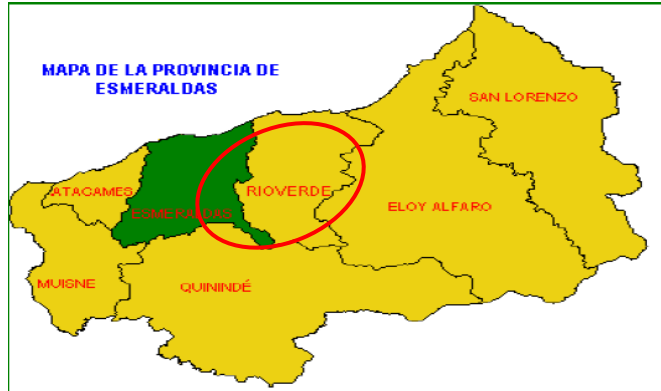 MAPA DE LA PROVINCIA DE
ESMERALDAS
SAN LORENZO
ATACAMES
RIOVERDE
ESMERALDAS
ELOY ALFARO
MUISNE
QUININDÉ